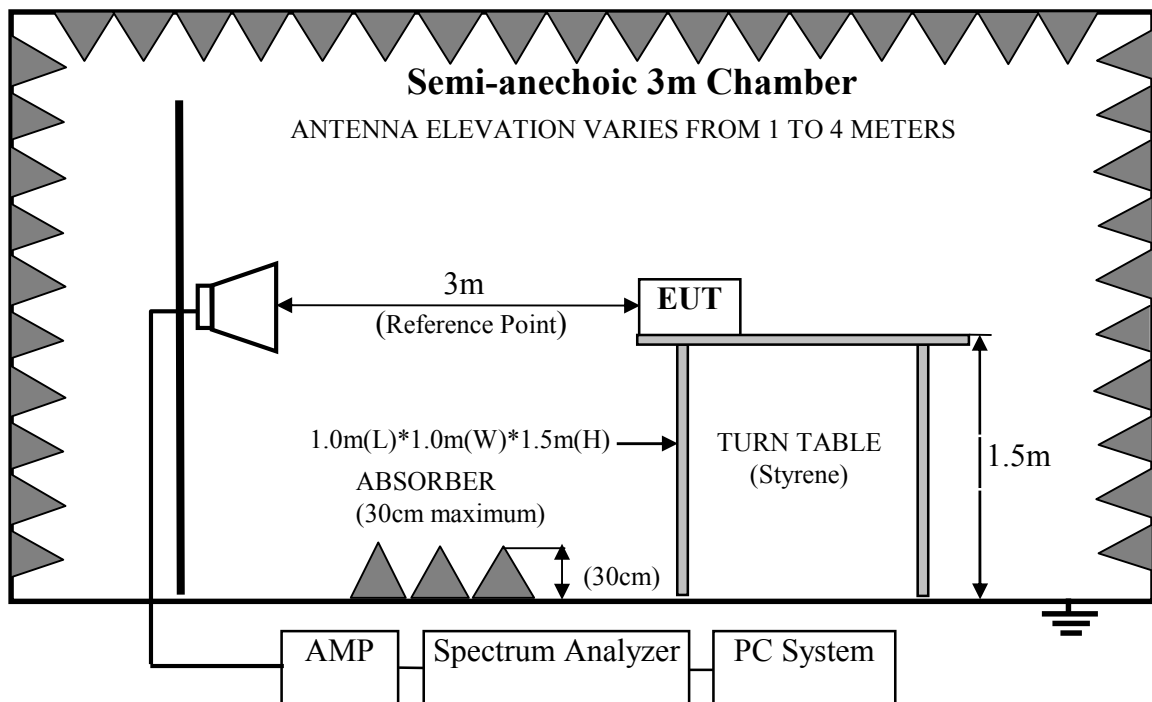 Semi-anechoic 3m Chamber
ANTENNA ELEVATION VARIES FROM 1 TO 4 METERS
3m
(Reference Point)
EUT
1.0m(L)*1.0m(W)*1.5m(H)
TURN TABLE
(Styrene)
1.5m
ABSORBER
(30cm maximum)
(30cm)
AMP
Spectrum Analyzer
PC System